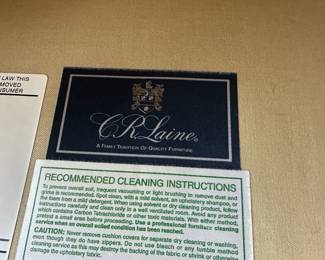 LAW THIS
MOVED
NSUMER
C.R. Laine®
A FAMILY TRADITION OF QUALITY FURNITURE
RECOMMENDED CLEANING INSTRUCTIONS
To prevent overall soil, frequent vacuuming or light brushing to remove dust and
grime is recommended. Spot clean, with a mild solvent, an upholstery shampoo, or
the foam from a mild detergent. When using a solvent or dry cleaning product, follow
instructions carefully and clean only in a well ventilated room. Avoid any product
which contains Carbon Tetrachloride or other toxic materials. With either method,
pretest a small area before proceeding. Use a professional furniture cleaning
service when an overall soiled condition has been reached.
CAUTION: Never remove cushion covers for separate dry cleaning or washing,
even though they do have zippers. Do not use bleach or any tumble method
cleaning service as this may destroy the backing of the fabric or shrink or otherwise
damage the upholstery fabric.